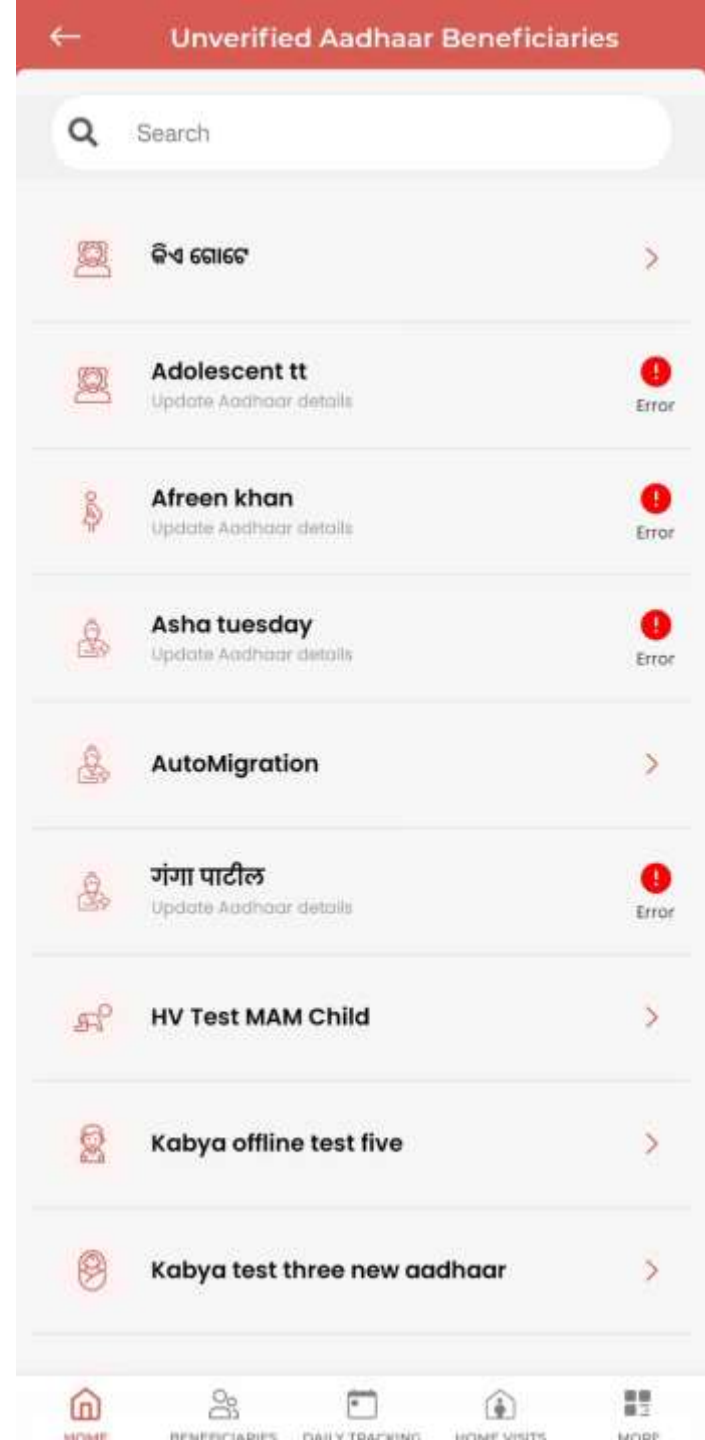 Unverified Aadhaar Beneficiaries
Search
କିଏ ଗୋଟେ
Adolescent tt
Update Aadhaar details
Error
Afreen khan
Update Aadhaar details
Error
Asha tuesday
Update Aadhaar details
Error
AutoMigration
गंगा पाटील
Update Aadhaar details
Error
HV Test MAM Child
Kabya offline test five
Kabya test three new aadhaar
HOME BENEFICIARIES DAILY TRACKING HOME VISITS MORE